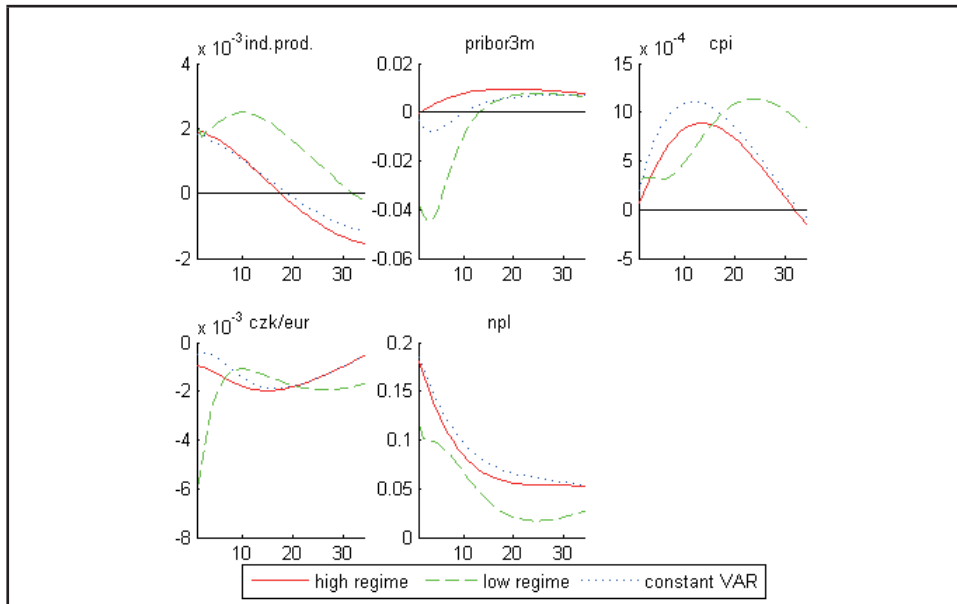 x 10-3 ind.prod.
pribor3m
x 10-4 cpi
4
2
0
-2
10 20 30
0.02
0
-0.02
-0.04
-0.06
10 20 30
15
10
5
0
-5
10 20 30
x 10-3 czk/eur
npl
0
-2
-4
-6
-8
10 20 30
0.2
0.15
0.1
0.05
0
10 20 30
high regime low regime constant VAR